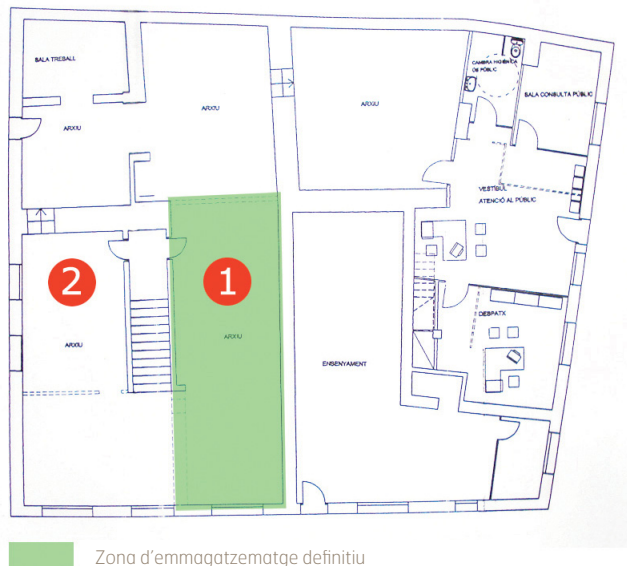 SALA TREBALL
CAMBRA HIGIÈNICA
DE PÚBLIC
SALA CONSULTA PÚBLIC
ARXIU
ARXIU
ARXIU
VESTÍBUL
ATENCIÓ AL PÚBLIC
2
1
DESPATX
ARXIU
ARXIU
ENSENYAMENT
Zona d'emmagatzematge definitiu